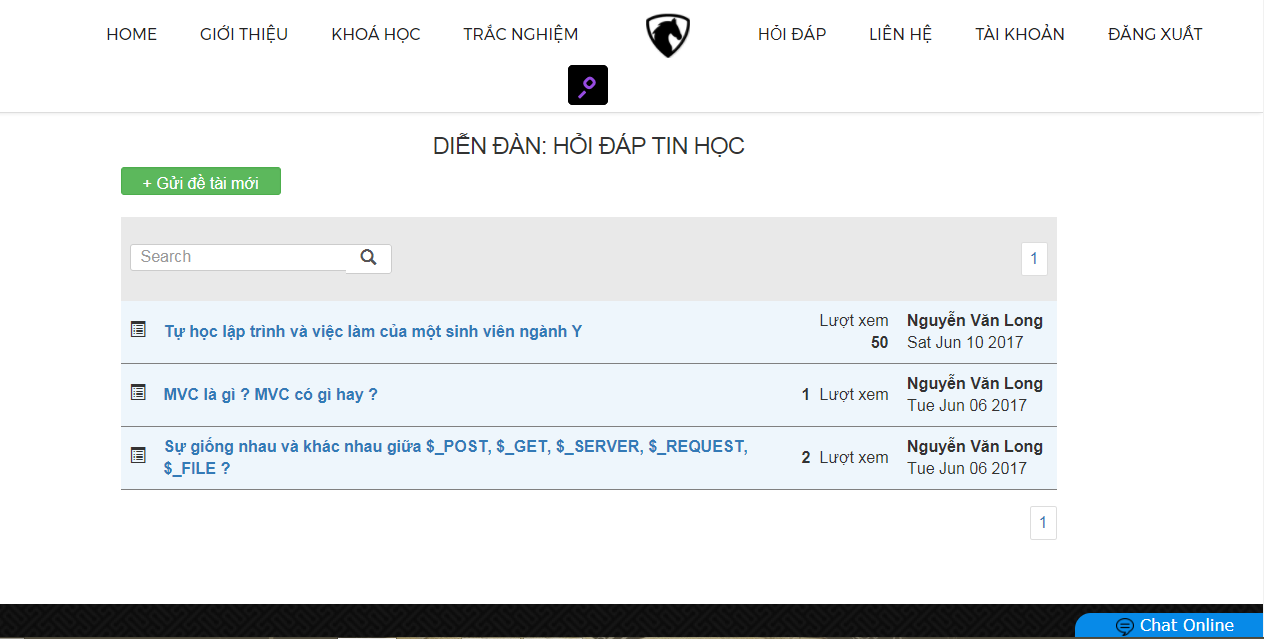 HOME GIỚI THIỆU KHOÁ HỌC TRẮC NGHIỆM HỎI ĐÁP LIÊN HỆ TÀI KHOẢN ĐĂNG XUẤT
DIỄN ĐÀN: HỎI ĐÁP TIN HỌC
+ Gửi đề tài mới
Search 1
Tự học lập trình và việc làm của một sinh viên ngành Y
Lượt xem
50
Nguyễn Văn Long
Sat Jun 10 2017
MVC là gì ? MVC có gì hay ?
1 Lượt xem
Nguyễn Văn Long
Tue Jun 06 2017
Sự giống nhau và khác nhau giữa $_POST, $_GET, $_SERVER, $_REQUEST,
$_FILE ?
2 Lượt xem
Nguyễn Văn Long
Tue Jun 06 2017
1
Chat Online